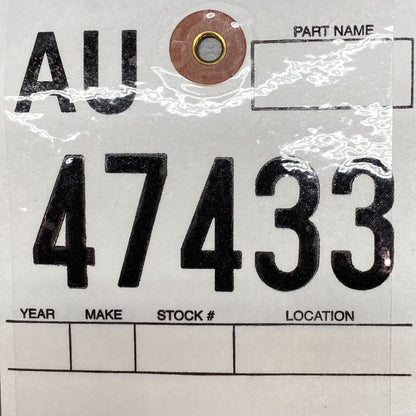 AU
PART NAME
47433
YEAR MAKE STOCK # LOCATION